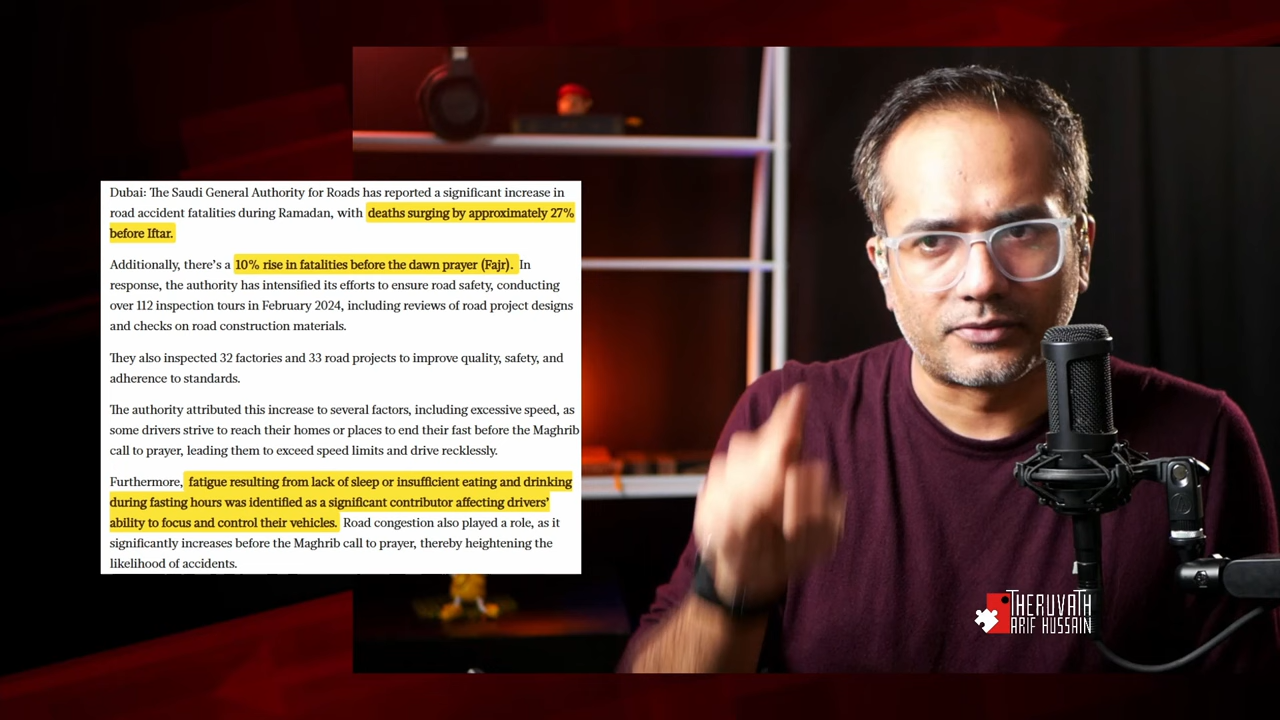 Dubai: The Saudi General Authority for Roads has reported a significant increase in
road accident fatalities during Ramadan, with deaths surging by approximately 27%
before Iftar.
Additionally, there's a 10% rise in fatalities before the dawn prayer (Fajr). In
response, the authority has intensified its efforts to ensure road safety, conducting
over 112 inspection tours in February 2024, including reviews of road project designs
and checks on road construction materials.
They also inspected 32 factories and 33 road projects to improve quality, safety, and
adherence to standards.
The authority attributed this increase to several factors, including excessive speed, as
some drivers strive to reach their homes or places to end their fast before the Maghrib
call to prayer, leading them to exceed speed limits and drive recklessly.
Furthermore, fatigue resulting from lack of sleep or insufficient eating and drinking
during fasting hours was identified as a significant contributor affecting drivers'
ability to focus and control their vehicles. Road congestion also played a role, as it
significantly increases before the Maghrib call to prayer, thereby heightening the
likelihood of accidents.
THERUVATH
ARIF HUSSAIN